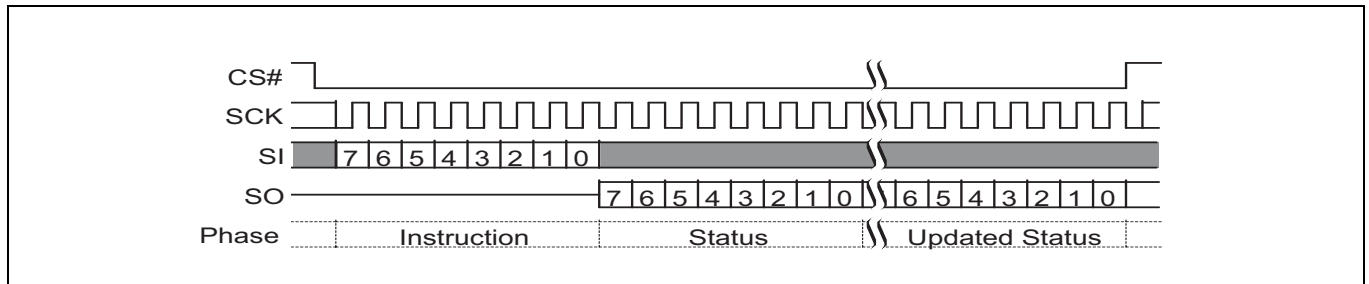 CS#
SCK
SI 7 6 5 4 3 2 1 0
SO 7 6 5 4 3 2 1 0 6 5 4 3 2 1 0
Phase Instruction Status Updated Status